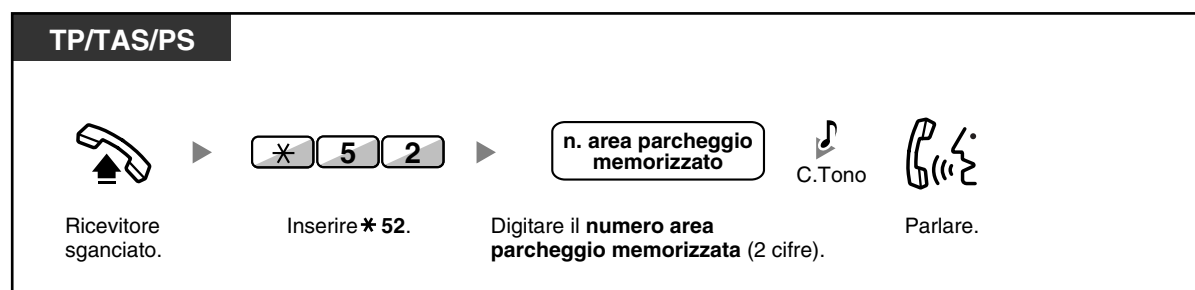 TP/TAS/PS
✳ 5 2
n. area parcheggio
memorizzato
C.Tono
Ricevitore
sganciato.
Inserire ✳ 52.
Digitare il numero area
parcheggio memorizzata (2 cifre).
Parlare.